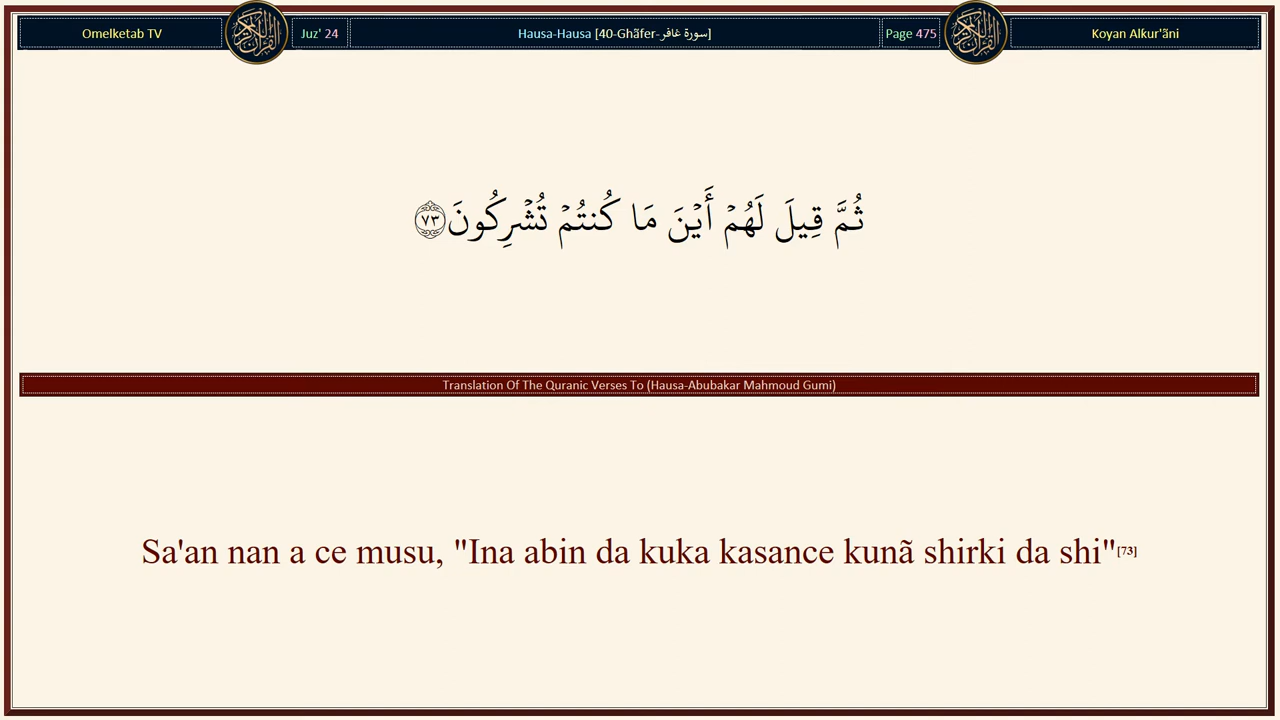 Omelketab TV
Juz' 24
Hausa-Hausa [40-Ghãfer-سورة غافر]
Page 475
Koyan Alƙur'ãni
ثُمَّ قِيلَ لَهُمۡ أَيۡنَ مَا كُنتُمۡ تُشۡرِكُونَ ٧٣
Translation Of The Quranic Verses To (Hausa-Abubakar Mahmoud Gumi)
Sa'an nan a ce musu, "Ina abin da kuka kasance kunã shirki da shi"[73]